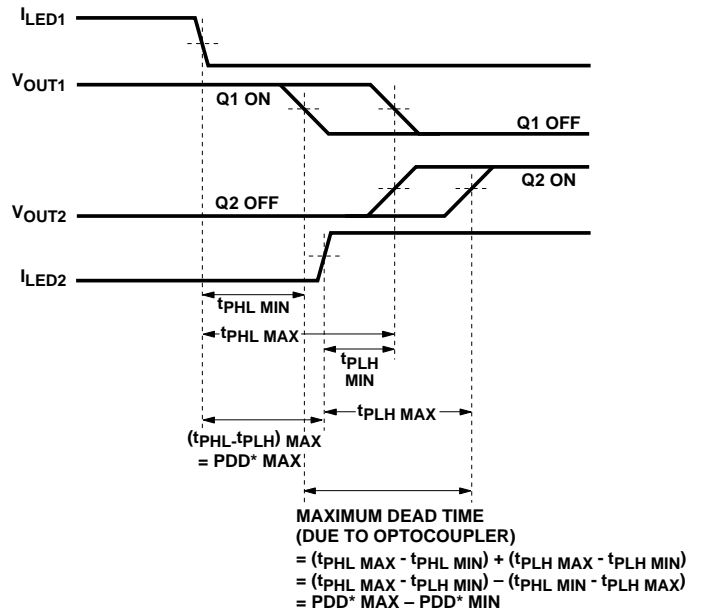 ILED1
VOUT1
Q1 ON
Q1 OFF
Q2 ON
Q2 OFF
VOUT2
ILED2
tPHL MIN
tPHL MAX
tPLH
MIN
tPLH MAX
(tPHL-tPLH) MAX
= PDD* MAX
MAXIMUM DEAD TIME
(DUE TO OPTOCOUPLER)
= (tPHL MAX - tPHL MIN) + (tPLH MAX - tPLH MIN)
= (tPHL MAX - tPLH MIN) – (tPHL MIN - tPLH MAX)
= PDD* MAX – PDD* MIN